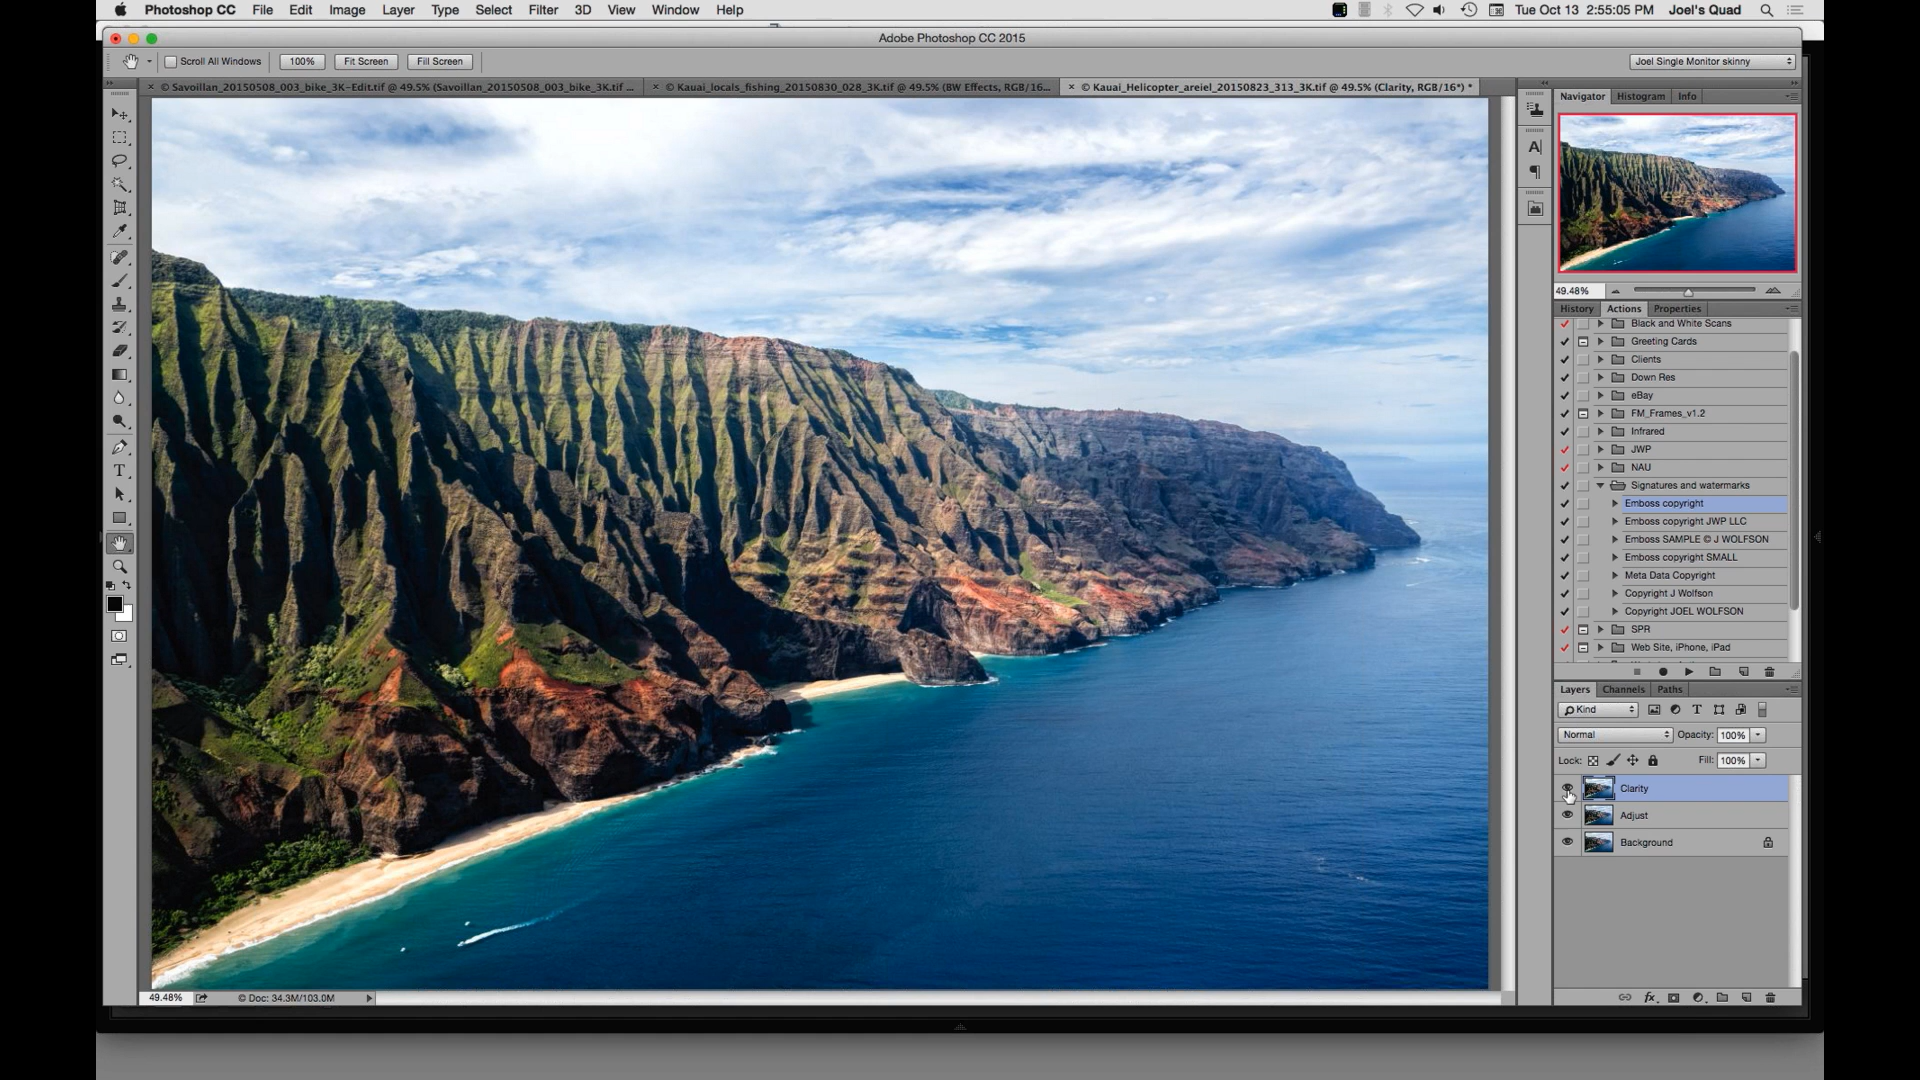 Photoshop CC File Edit Image Layer Type Select Filter 3D View Window Help Tue Oct 13 2:55:05 PM Joel's Quad
Adobe Photoshop CC 2015
Scroll All Windows 100% Fit Screen Fill Screen Joel Single Monitor skinny
× © Savoillan_20150508_003_bike_3K-Edit.tif @ 49.5% (Savoillan_20150508_003_bike_3K.tif ... × © Kauai_locals_fishing_20150830_028_3K.tif @ 49.5% (BW Effects, RGB/16... × © Kauai_Helicopter_areiel_20150823_313_3K.tif @ 49.5% (Clarity, RGB/16*) *
Navigator Histogram Info
49.48%
History Actions Properties
Black and White Scans
Greeting Cards
Clients
Down Res
eBay
FM_Frames_v1.2
Infrared
JWP
NAU
Signatures and watermarks
Emboss copyright
Emboss copyright JWP LLC
Emboss SAMPLE © J WOLFSON
Emboss copyright SMALL
Meta Data Copyright
Copyright J Wolfson
Copyright JOEL WOLFSON
SPR
Web Site, iPhone, iPad
Layers Channels Paths
Kind
Normal Opacity: 100%
Lock: Fill: 100%
Clarity
Adjust
Background
49.48% © Doc: 34.3M/103.0M